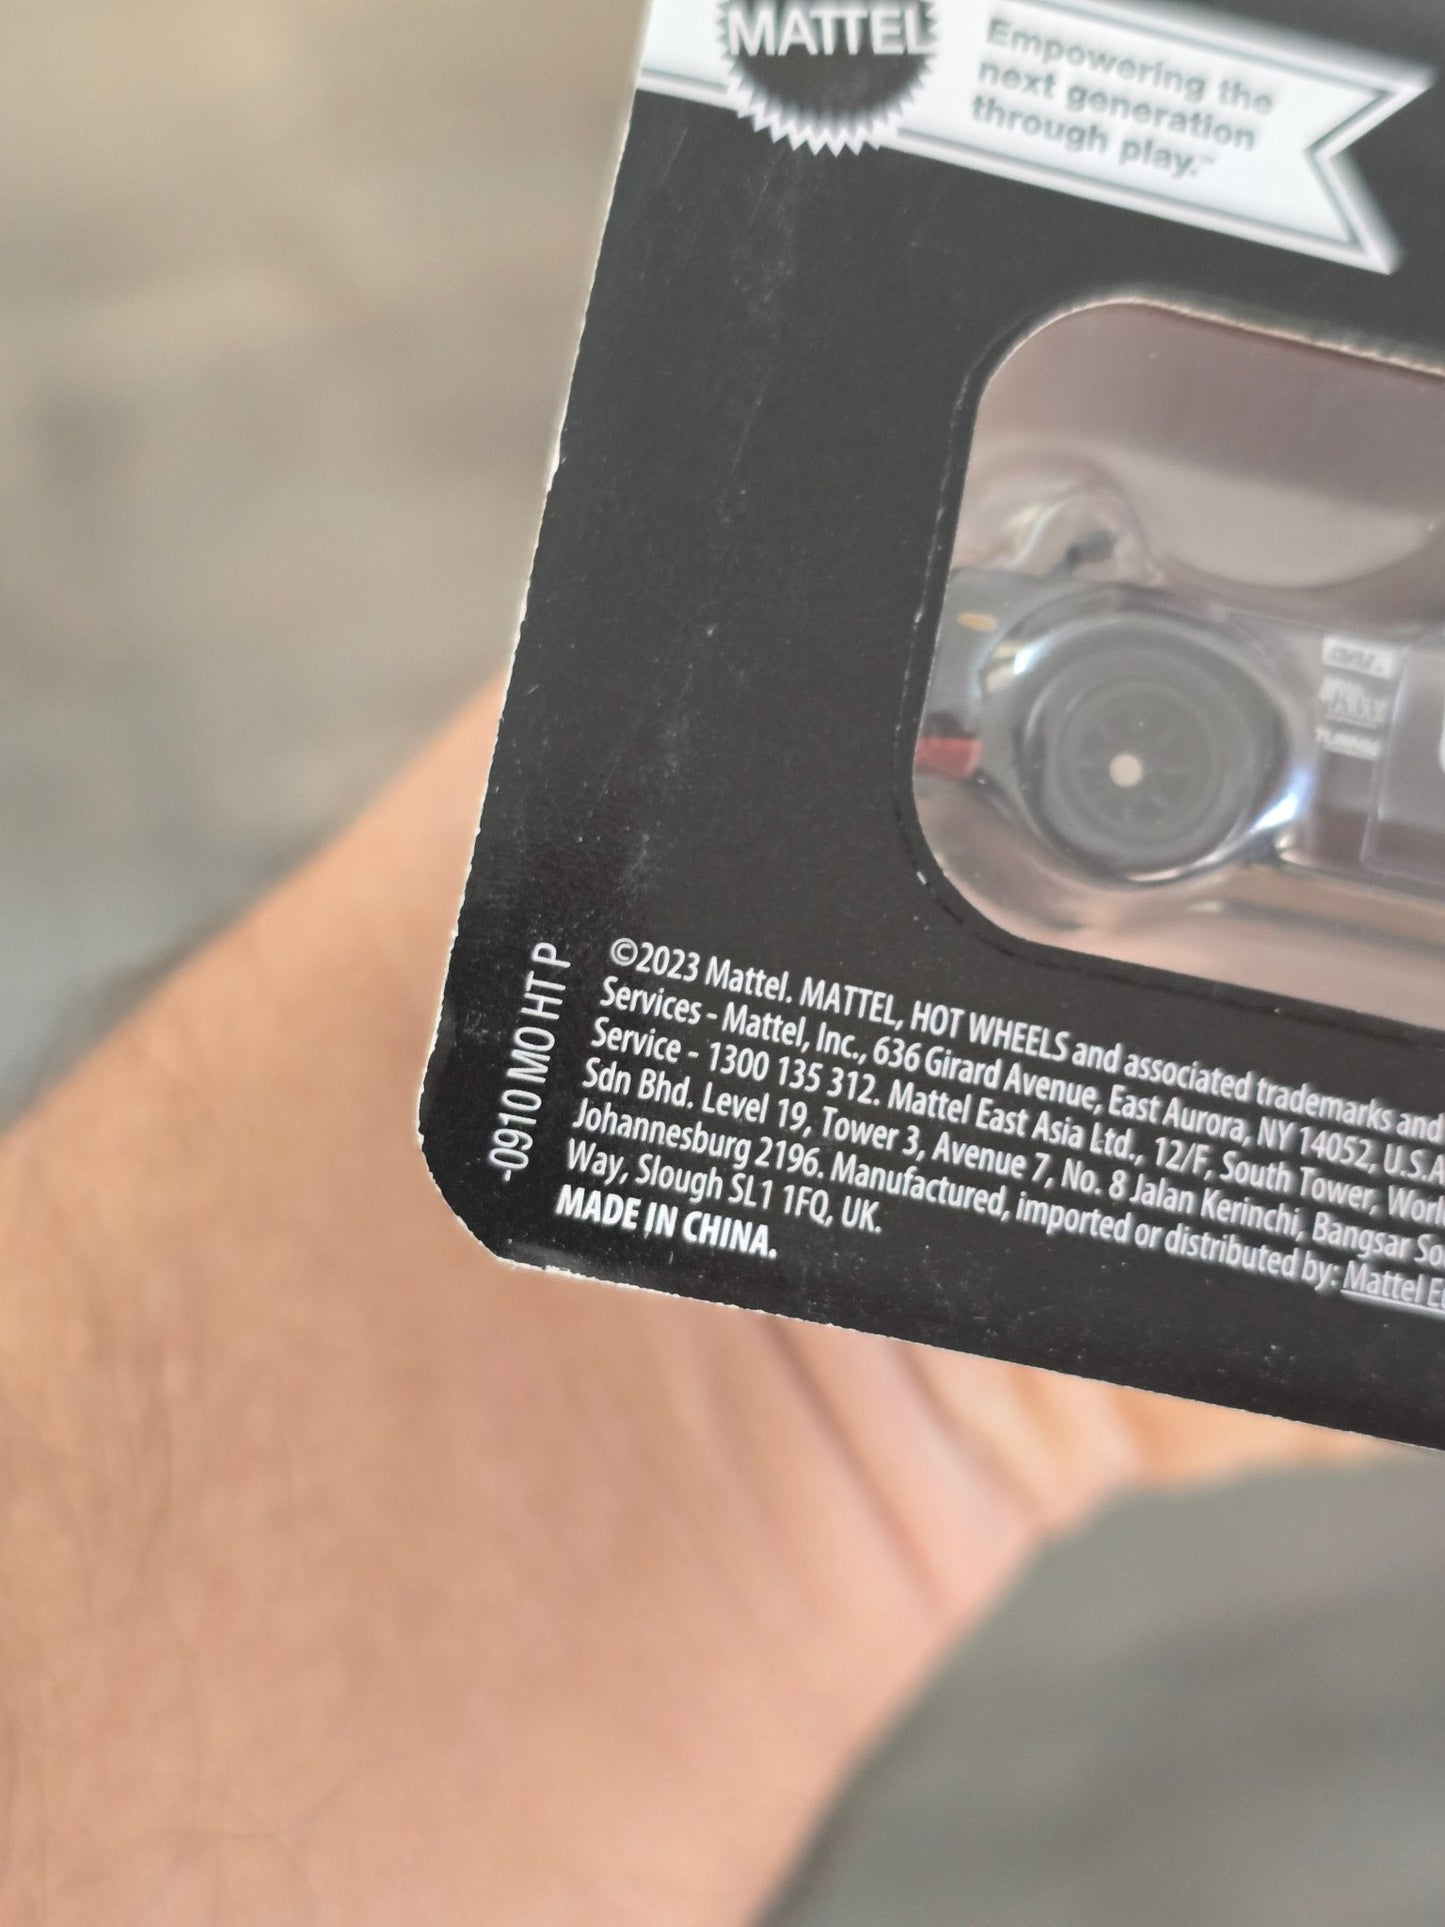 MATTEL
Empowering the
next generation
through play.™
-0910 MO HT P
©2023 Mattel. MATTEL, HOT WHEELS and associated trademarks and
Services - Mattel, Inc., 636 Girard Avenue, East Aurora, NY 14052, U.S.A
Service - 1300 135 312. Mattel East Asia Ltd., 12/F, South Tower, Worl
Sdn Bhd. Level 19, Tower 3, Avenue 7, No. 8 Jalan Kerinchi, Bangsar So
Johannesburg 2196. Manufactured, imported or distributed by: Mattel E
Way, Slough SL1 1FQ, UK.
MADE IN CHINA.